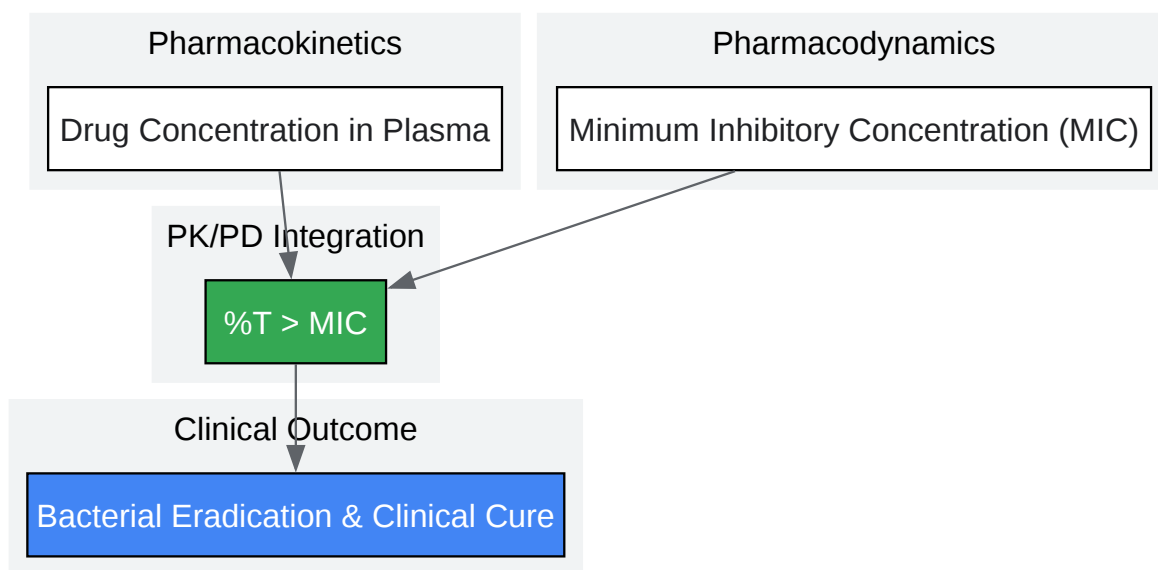 Pharmacokinetics
Pharmacodynamics
Drug Concentration in Plasma
Minimum Inhibitory Concentration (MIC)
PK/PD Integration
%T > MIC
Clinical Outcome
Bacterial Eradication & Clinical Cure